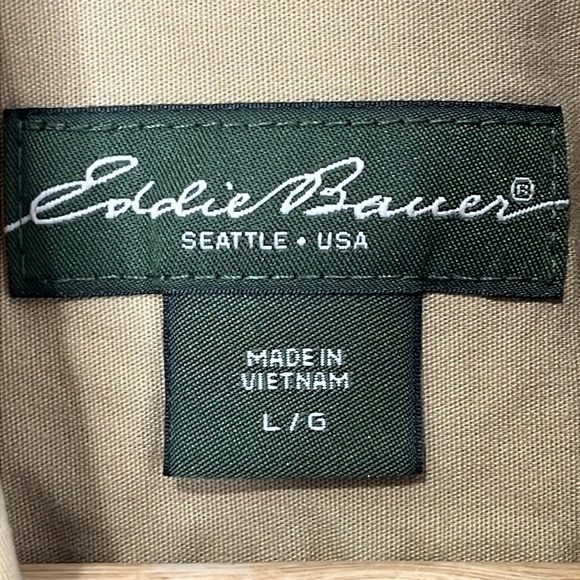 Eddie Bauer®
SEATTLE • USA
MADE IN
VIETNAM
L/G